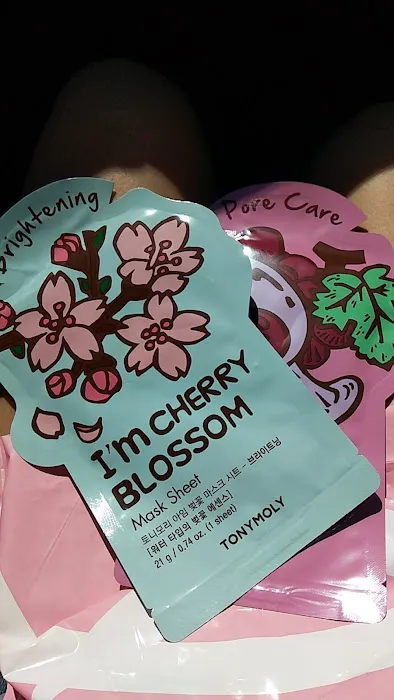 Brightening
Pore Care
I'm CHERRY
BLOSSOM
Mask Sheet
토니모리 아임 벚꽃 마스크 시트 - 브라이트닝
[워터 타입의 벚꽃 에센스]
21 g / 0.74 oz. (1 sheet)
TONYMOLY